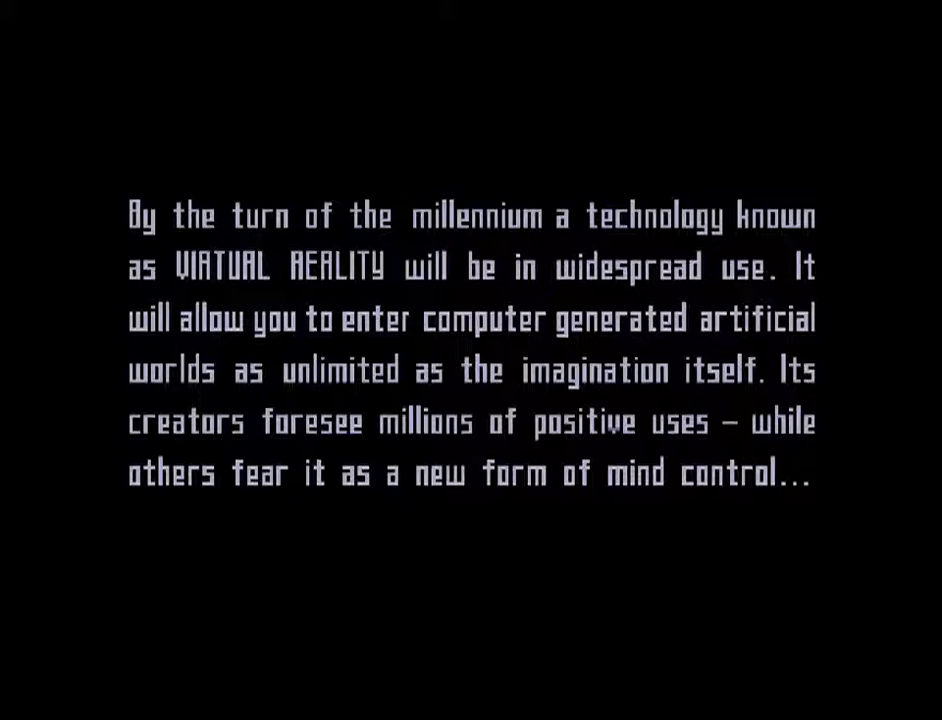 By the turn of the millennium a technology known
as VIRTUAL REALITY will be in widespread use. It
will allow you to enter computer generated artificial
worlds as unlimited as the imagination itself. Its
creators foresee millions of positive uses – while
others fear it as a new form of mind control...